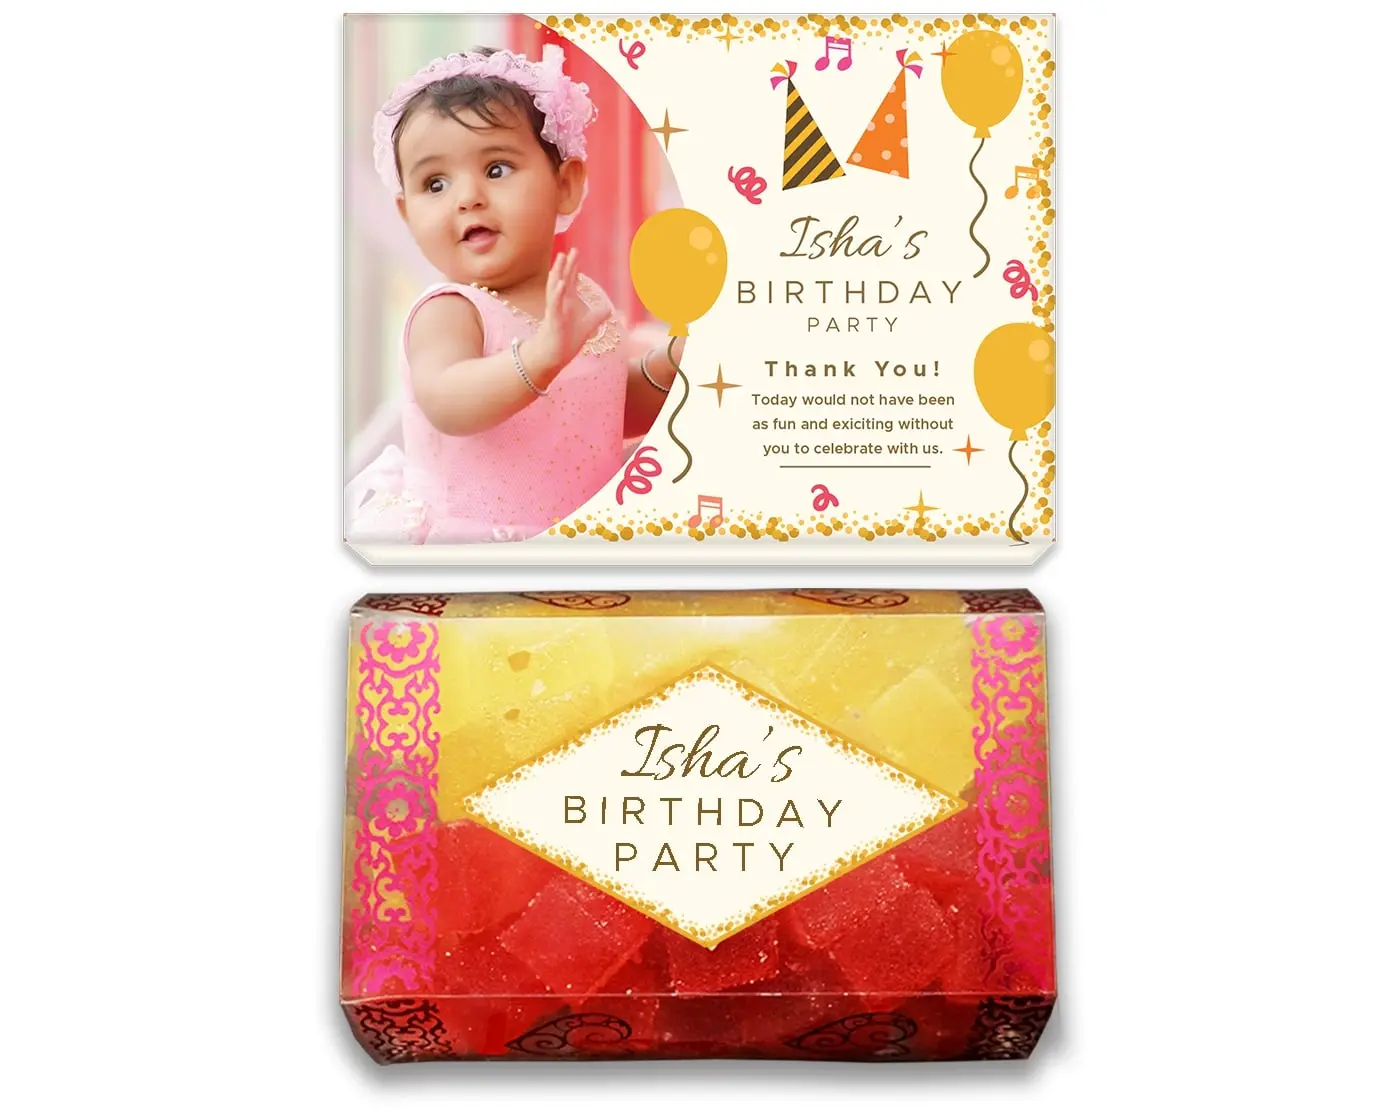 Isha's
BIRTHDAY
PARTY
Thank You!
Today would not have been
as fun and exiciting without
you to celebrate with us.
Isha's
BIRTHDAY
PARTY